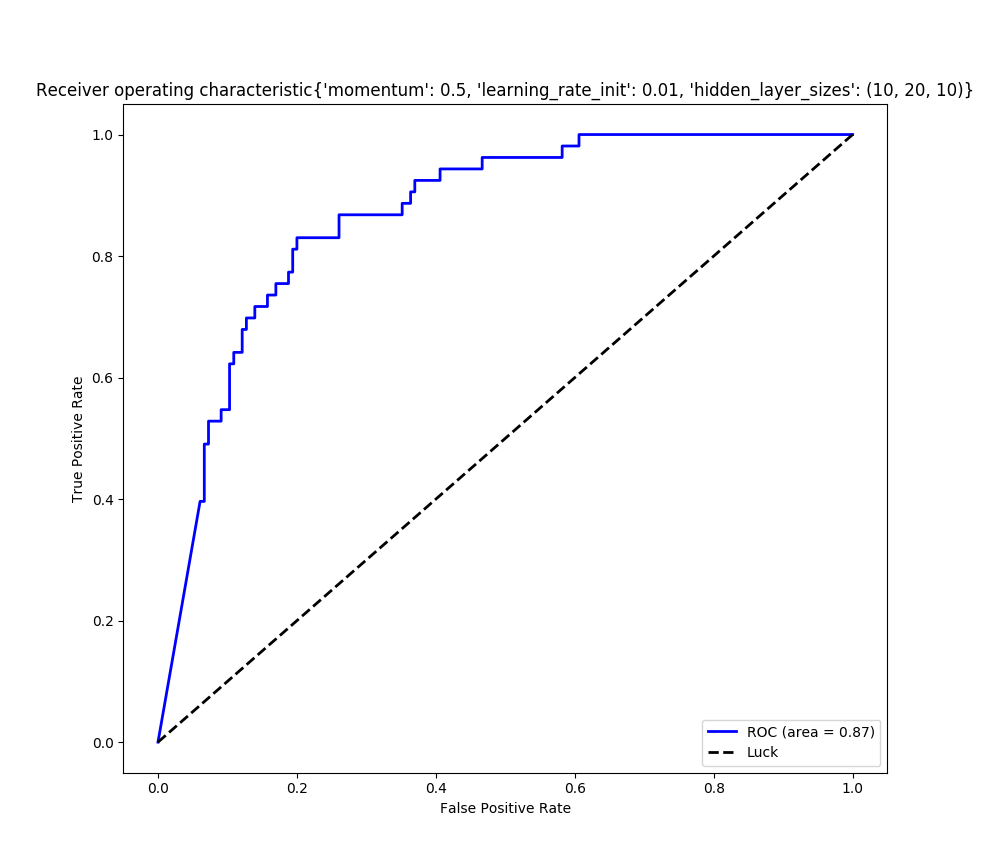 Receiver operating characteristic{'momentum': 0.5, 'learning_rate_init': 0.01, 'hidden_layer_sizes': (10, 20, 10)}
1.0
0.8
0.6
0.4
0.2
0.0
True Positive Rate
ROC (area = 0.87)
Luck
0.0
0.2
0.4
0.6
0.8
1.0
False Positive Rate